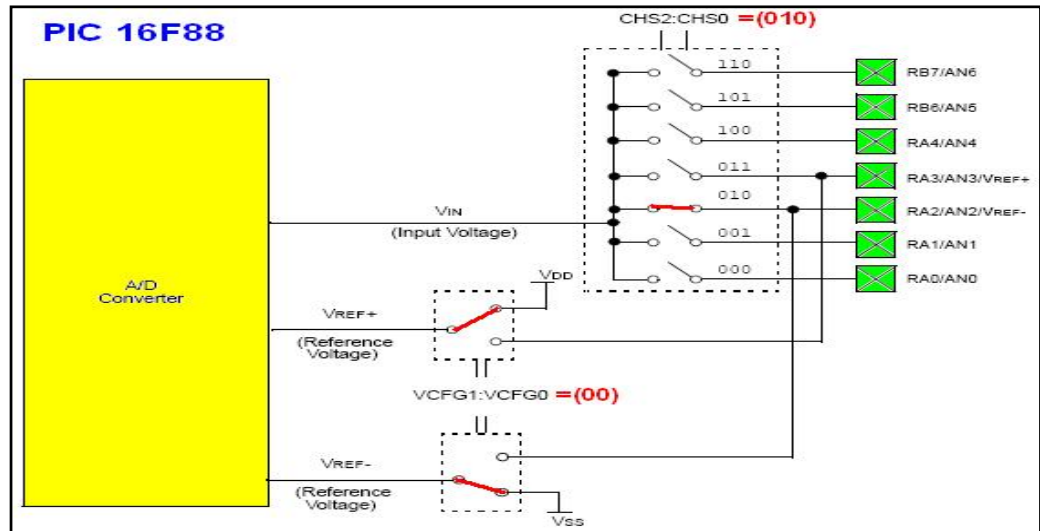 PIC 16F88
CHS2:CHS0 =(010)
110
RB7/AN6
101
RB6/AN5
100
RA4/AN4
011
RA3/AN3/VREF+
010
RA2/AN2/VREF-
001
RA1/AN1
000
RA0/AN0
VIN
(Input Voltage)
A/D
Converter
VDD
VREF+
(Reference
Voltage)
VCFG1:VCFG0 =(00)
VREF-
(Reference
Voltage)
VSS